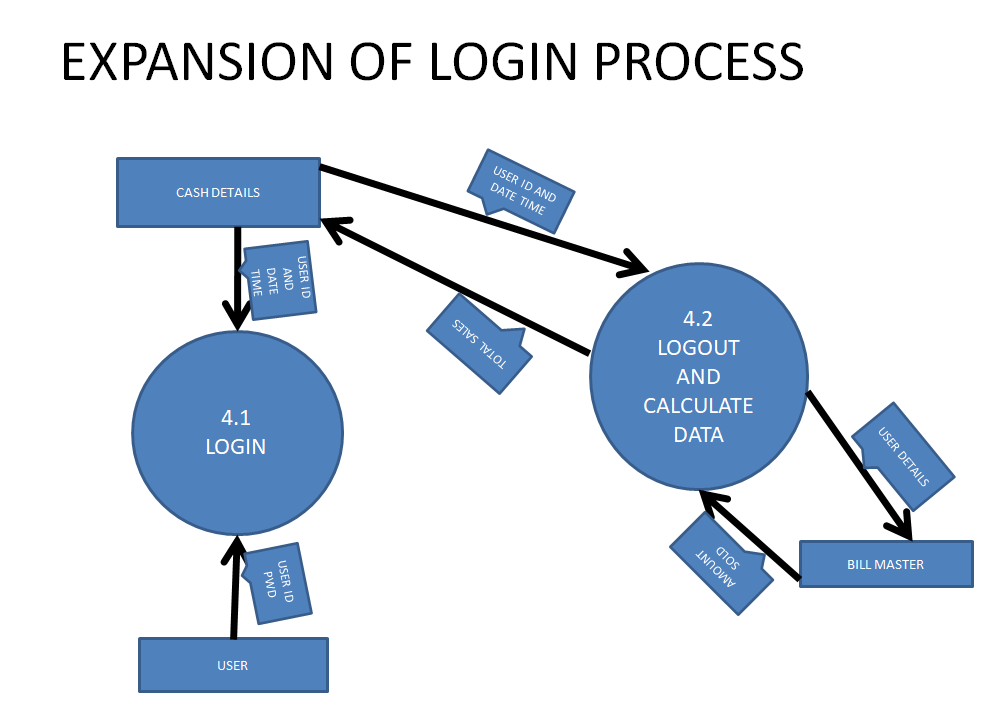 EXPANSION OF LOGIN PROCESS
CASH DETAILS
USER ID AND
DATE TIME
USER ID
AND
DATE
TIME
TOTAL SALES
4.2
LOGOUT
AND
CALCULATE
DATA
4.1
LOGIN
USER DETAILS
AMOUNT
SOLD
BILL MASTER
USER ID
PWD
USER